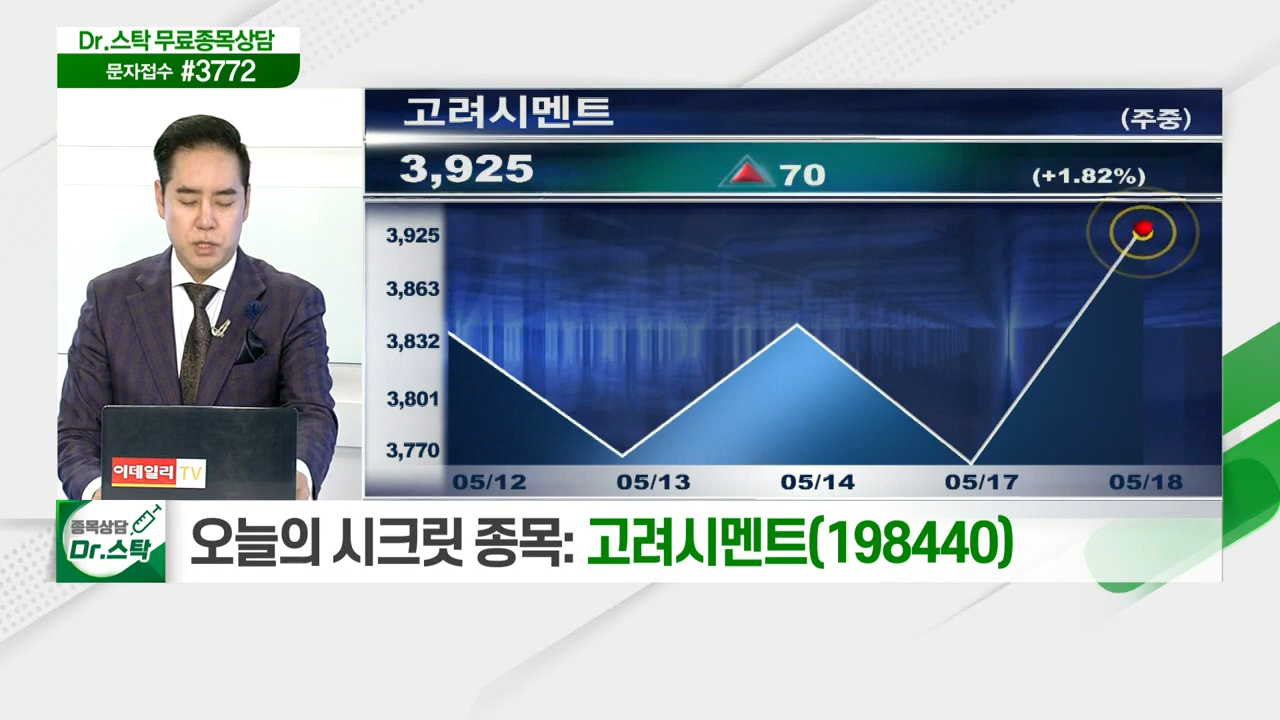 Dr.스탁 무료종목상담
문자접수 #3772
고려시멘트
(주중)
3,925
70
(+1.82%)
3,925
3,863
3,832
3,801
3,770
05/12
05/13
05/14
05/17
05/18
이데일리 TV
종목상담
Dr.스탁
오늘의 시크릿 종목: 고려시멘트(198440)